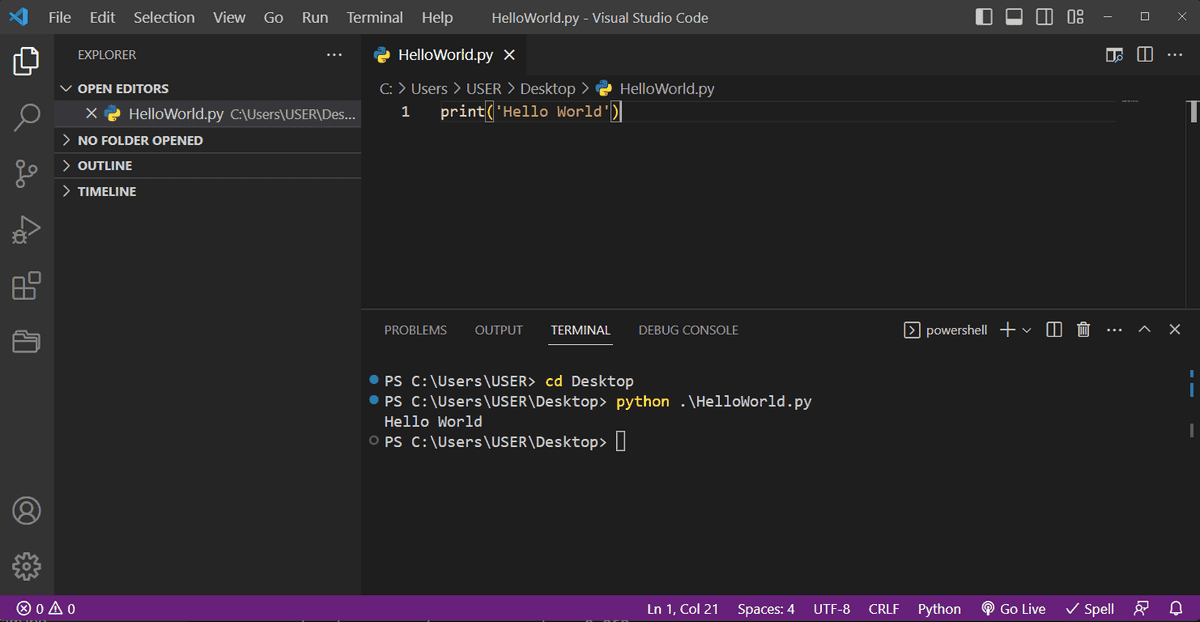 File Edit Selection View Go Run Terminal Help HelloWorld.py - Visual Studio Code
EXPLORER
OPEN EDITORS
HelloWorld.py C:\Users\USER\Des...
NO FOLDER OPENED
OUTLINE
TIMELINE
HelloWorld.py
C: > Users > USER > Desktop > HelloWorld.py
1 print('Hello World')
PROBLEMS OUTPUT TERMINAL DEBUG CONSOLE powershell
PS C:\Users\USER> cd Desktop
PS C:\Users\USER\Desktop> python .\HelloWorld.py
Hello World
PS C:\Users\USER\Desktop>
0 0 Ln 1, Col 21 Spaces: 4 UTF-8 CRLF Python Go Live Spell